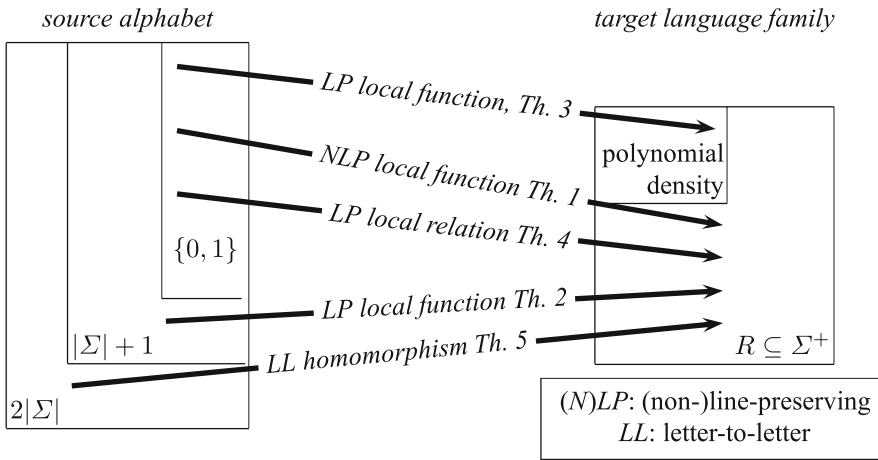 source alphabet
target language family
LP local function, Th. 3
NLP local function Th. 1
polynomial
density
LP local relation Th. 4
{0, 1}
LP local function Th. 2
|Σ| + 1
LL homomorphism Th. 5
R ⊆ Σ⁺
2|Σ|
(N)LP: (non-)line-preserving
LL: letter-to-letter